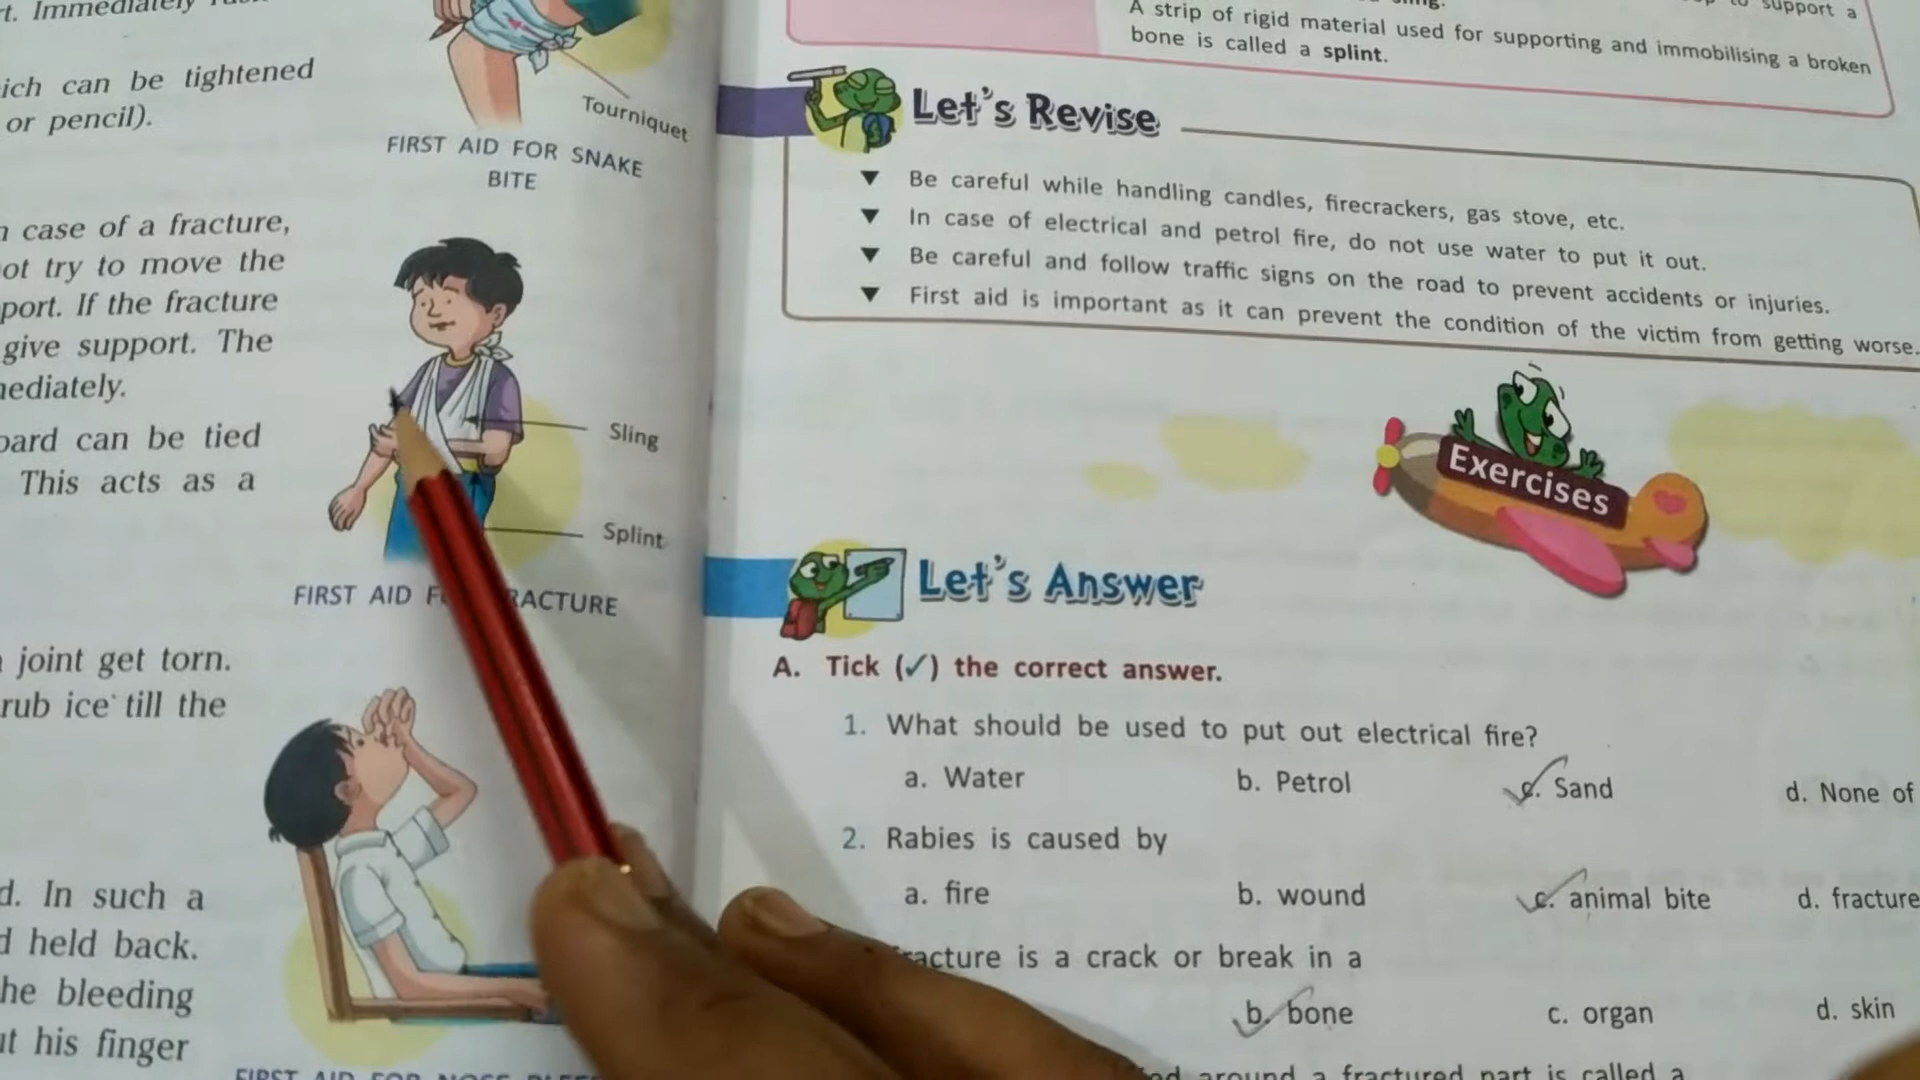 rt. Immediately
ich can be tightened
or pencil).
Tourniquet
FIRST AID FOR SNAKE
BITE
case of a fracture,
ot try to move the
port. If the fracture
give support. The
mediately.
oard can be tied
This acts as a
Sling
Splint
FIRST AID F RACTURE
joint get torn.
rub ice till the
d. In such a
d held back.
he bleeding
ut his finger
FIRST AID FOR NOSE BLEE
to support a
A strip of rigid material used for supporting and immobilising a broken
bone is called a splint.
Let's Revise
▼ Be careful while handling candles, firecrackers, gas stove, etc.
▼ In case of electrical and petrol fire, do not use water to put it out.
▼ Be careful and follow traffic signs on the road to prevent accidents or injuries.
▼ First aid is important as it can prevent the condition of the victim from getting worse.
Exercises
Let's Answer
A. Tick (✓) the correct answer.
1. What should be used to put out electrical fire?
a. Water b. Petrol c. Sand d. None of
2. Rabies is caused by
a. fire b. wound c. animal bite d. fracture
racture is a crack or break in a
b. bone c. organ d. skin
around a fractured part is called a